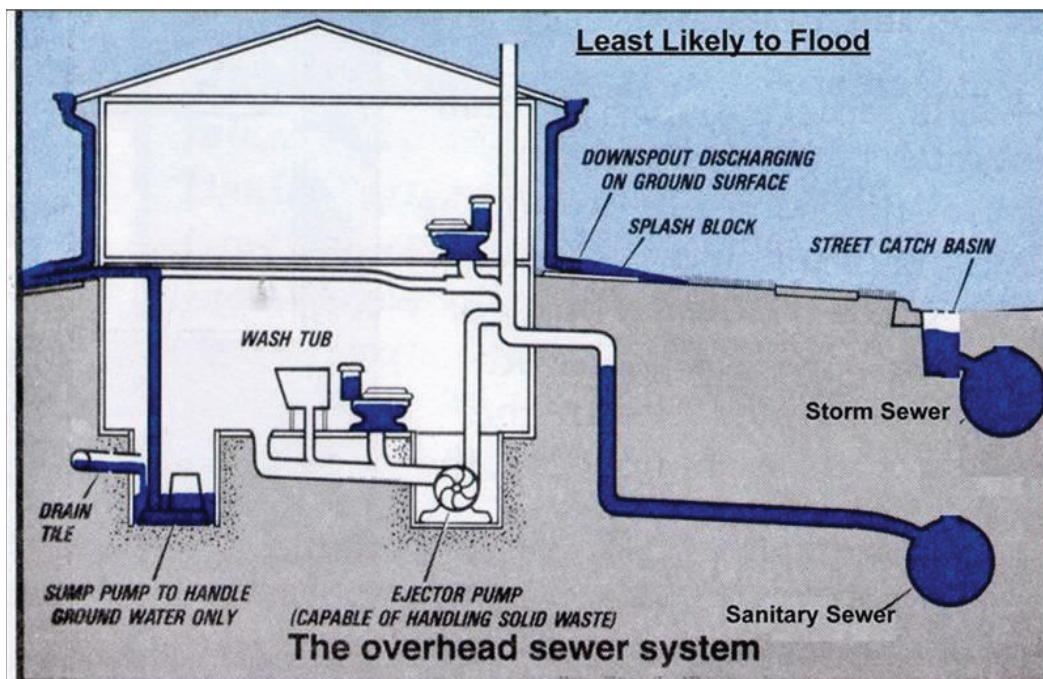 Least Likely to Flood
DOWNSPOUT DISCHARGING
ON GROUND SURFACE
SPLASH BLOCK
STREET CATCH BASIN
WASH TUB
Storm Sewer
DRAIN
TILE
SUMP PUMP TO HANDLE
GROUND WATER ONLY
EJECTOR PUMP
(CAPABLE OF HANDLING SOLID WASTE)
Sanitary Sewer
The overhead sewer system